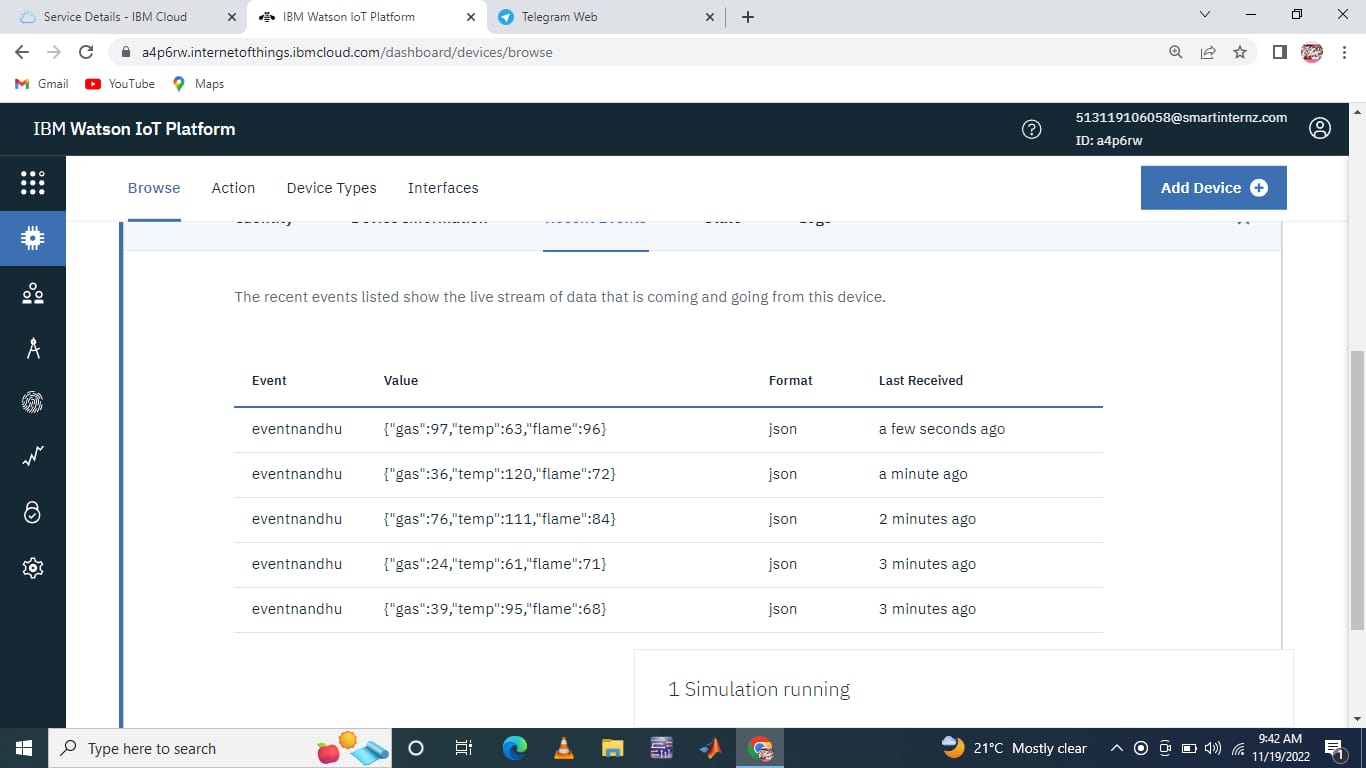 Service Details - IBM Cloud
IBM Watson IoT Platform
Telegram Web
a4p6rw.internetofthings.ibmcloud.com/dashboard/devices/browse
Gmail
YouTube
Maps
IBM Watson IoT Platform
513119106058@smartinternz.com
ID: a4p6rw
Browse Action Device Types Interfaces
Add Device
Identity Device Information Recent Events State Logs
The recent events listed show the live stream of data that is coming and going from this device.
Event Value Format Last Received
eventnandhu {"gas":97,"temp":63,"flame":96} json a few seconds ago
eventnandhu {"gas":36,"temp":120,"flame":72} json a minute ago
eventnandhu {"gas":76,"temp":111,"flame":84} json 2 minutes ago
eventnandhu {"gas":24,"temp":61,"flame":71} json 3 minutes ago
eventnandhu {"gas":39,"temp":95,"flame":68} json 3 minutes ago
1 Simulation running
Type here to search
21°C Mostly clear
9:42 AM
11/19/2022
1